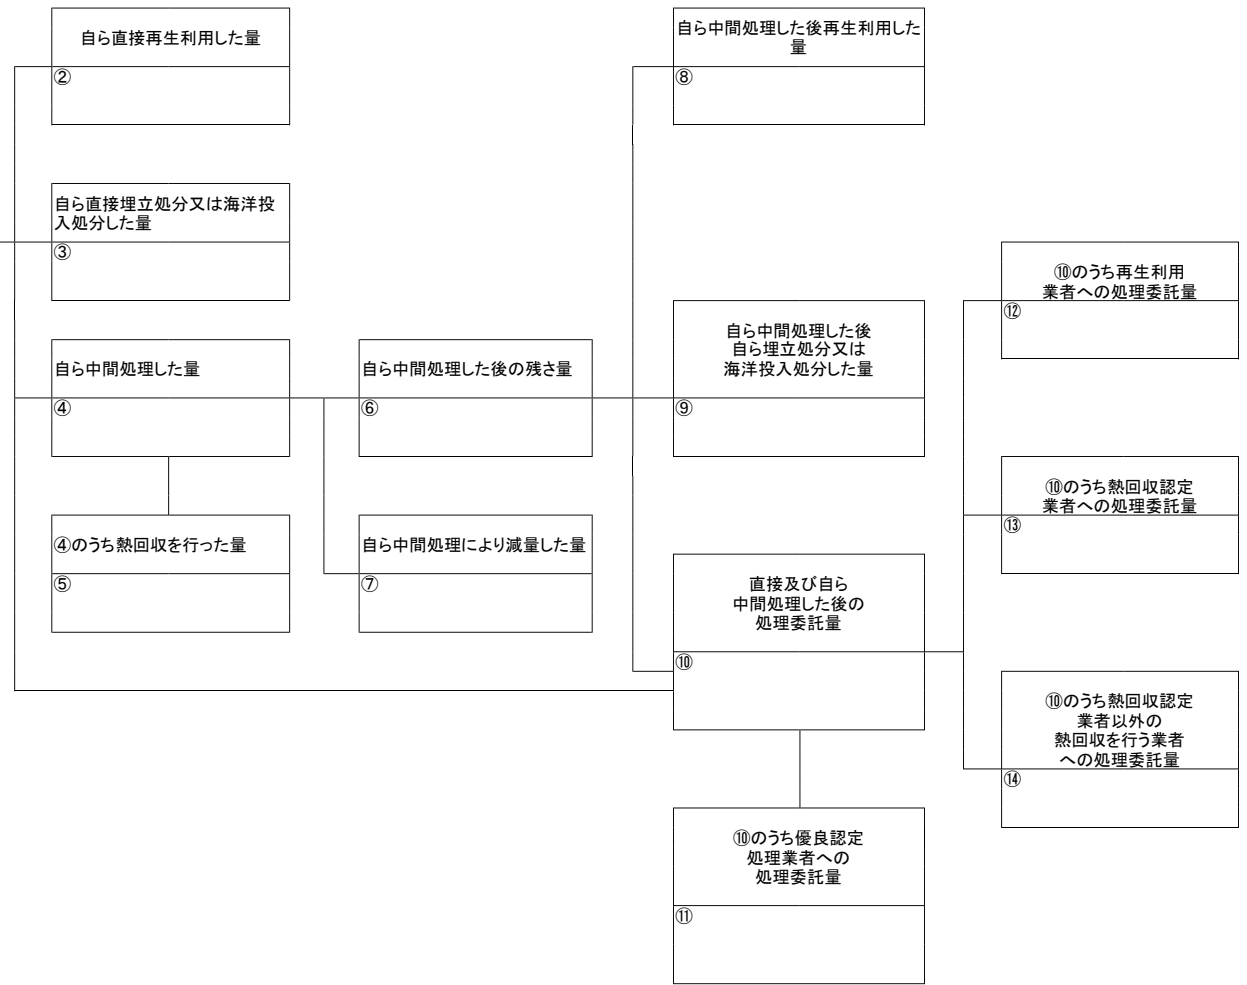 自ら直接再生利用した量
②
自ら直接埋立処分又は海洋投
入処分した量
③
自ら中間処理した量
④
④のうち熱回収を行った量
⑤
自ら中間処理した後の残さ量
⑥
自ら中間処理により減量した量
⑦
自ら中間処理した後再生利用した
量
⑧
自ら中間処理した後
自ら埋立処分又は
海洋投入処分した量
⑨
直接及び自ら
中間処理した後の
処理委託量
⑩
⑩のうち優良認定
処理業者への
処理委託量
⑪
⑩のうち再生利用
業者への処理委託量
⑫
⑩のうち熱回収認定
業者への処理委託量
⑬
⑩のうち熱回収認定
業者以外の
熱回収を行う業者
への処理委託量
⑭